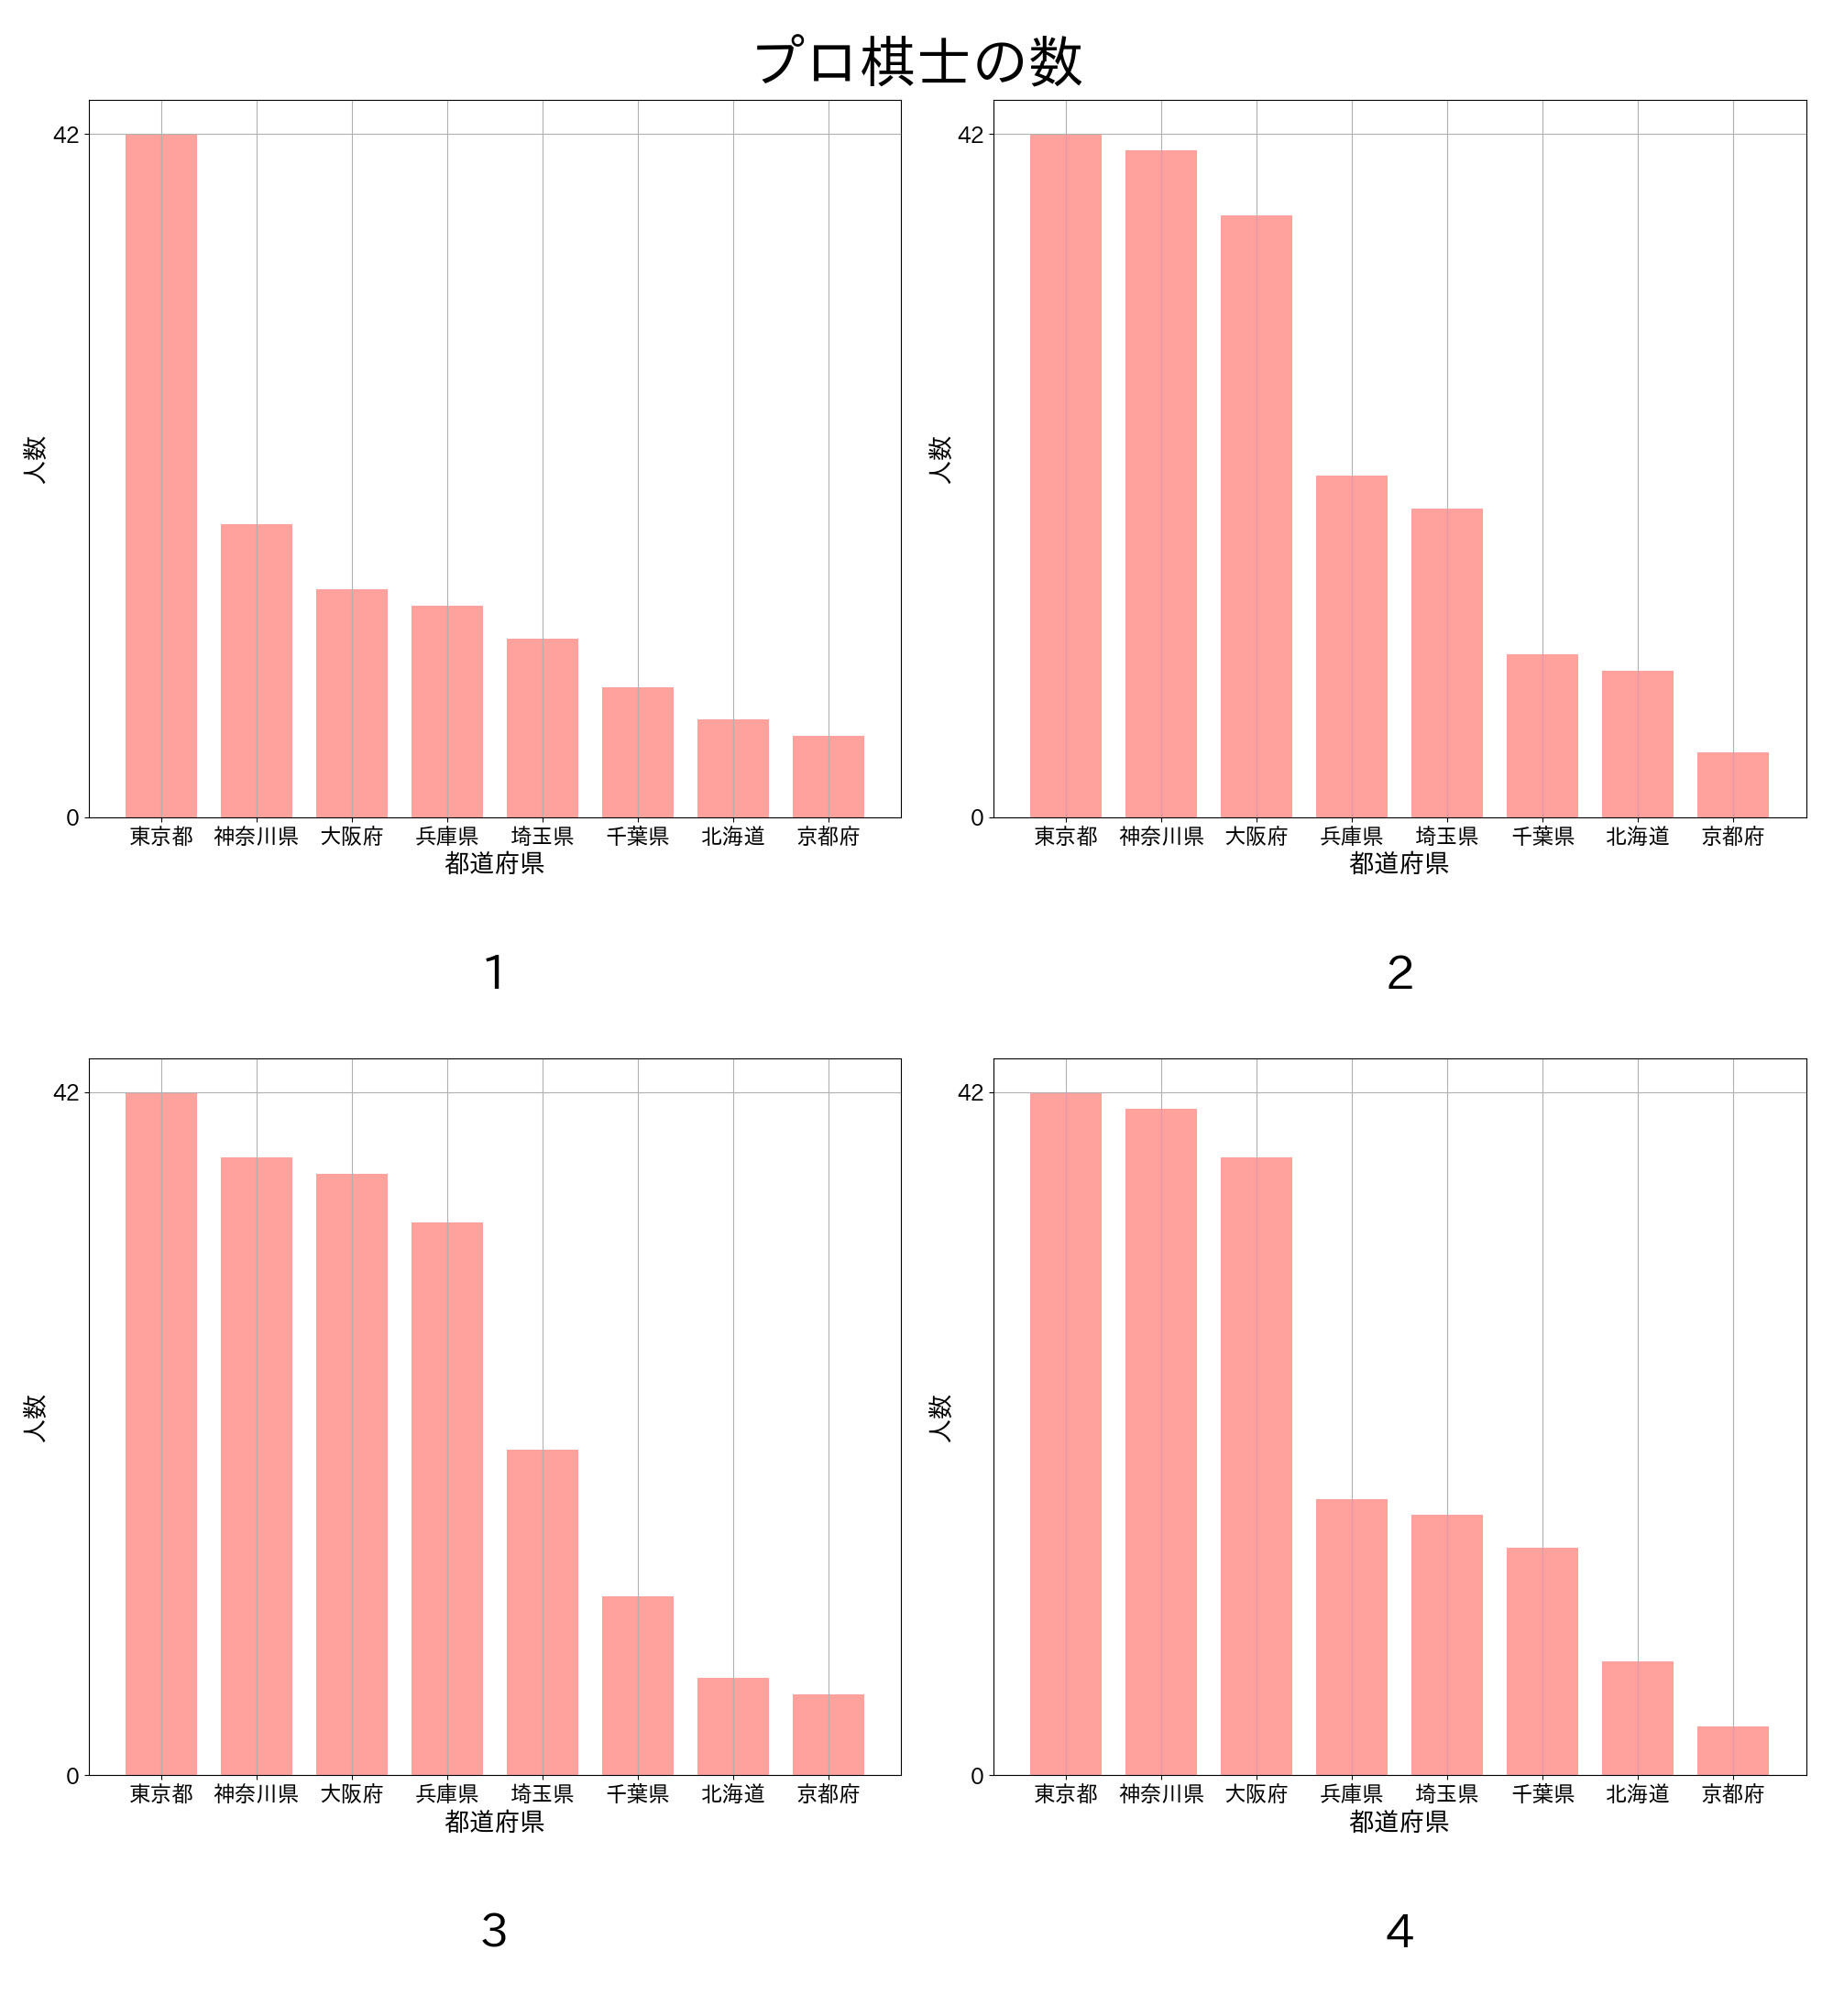 プロ棋士の数
42
0
人数
東京都 神奈川県 大阪府 兵庫県 埼玉県 千葉県 北海道 京都府
都道府県
1
42
0
人数
東京都 神奈川県 大阪府 兵庫県 埼玉県 千葉県 北海道 京都府
都道府県
2
42
0
人数
東京都 神奈川県 大阪府 兵庫県 埼玉県 千葉県 北海道 京都府
都道府県
3
42
0
人数
東京都 神奈川県 大阪府 兵庫県 埼玉県 千葉県 北海道 京都府
都道府県
4